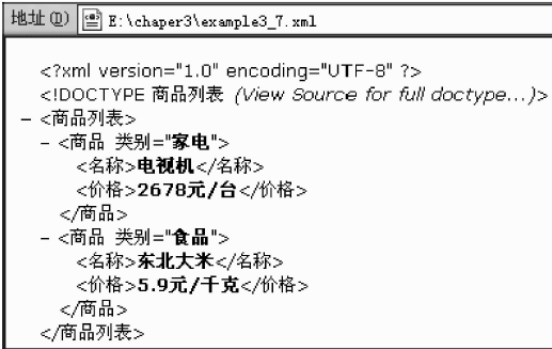 地址(D) E:\chaper3\example3_7.xml
<?xml version="1.0" encoding="UTF-8" ?>
<!DOCTYPE 商品列表 (View Source for full doctype...)>
- <商品列表>
- <商品 类别="家电">
<名称>电视机</名称>
<价格>2678元/台</价格>
</商品>
- <商品 类别="食品">
<名称>东北大米</名称>
<价格>5.9元/千克</价格>
</商品>
</商品列表>